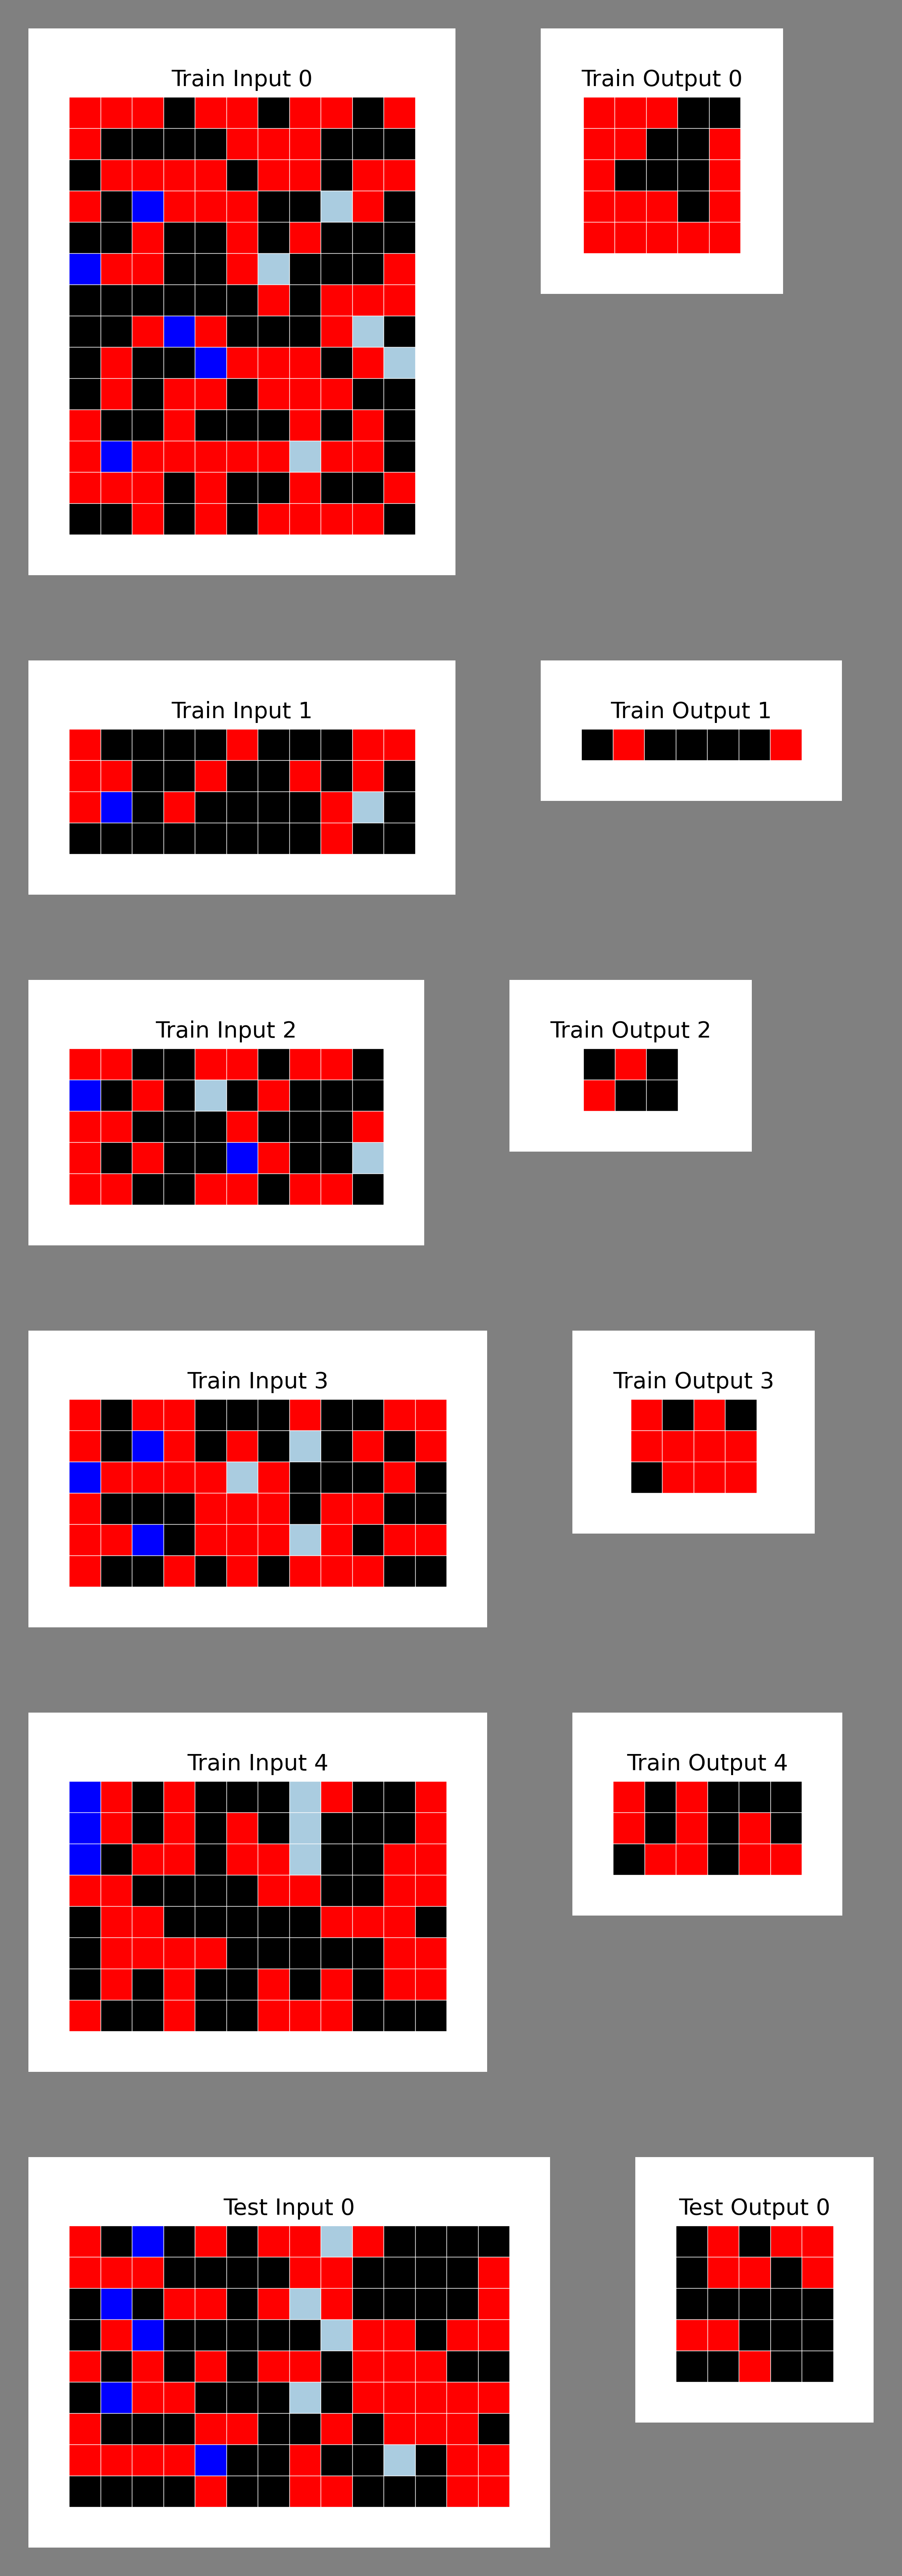 Train Input 0
Train Output 0
Train Input 1
Train Output 1
Train Input 2
Train Output 2
Train Input 3
Train Output 3
Train Input 4
Train Output 4
Test Input 0
Test Output 0